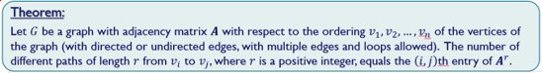 Theorem:
Let G be a graph with adjacency matrix A with respect to the ordering v₁, v₂, ..., vₙ of the vertices of
the graph (with directed or undirected edges, with multiple edges and loops allowed). The number of
different paths of length r from vᵢ to vⱼ, where r is a positive integer, equals the (i, j)th entry of Aʳ.